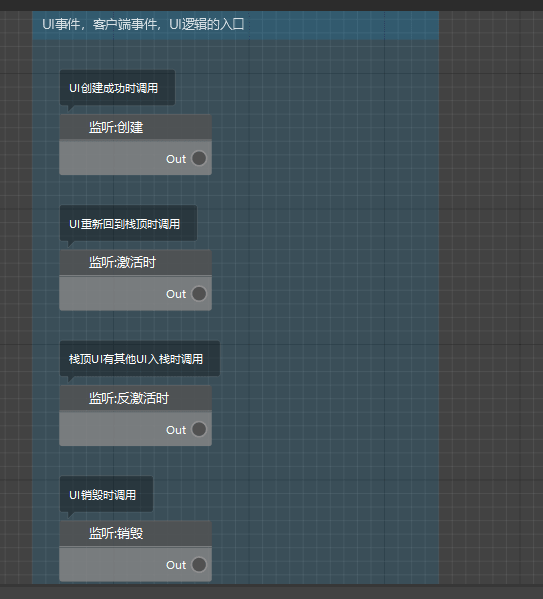 UI事件，客户端事件，UI逻辑的入口
UI创建成功时调用
监听:创建
Out
UI重新回到栈顶时调用
监听:激活时
Out
栈顶UI有其他UI入栈时调用
监听:反激活时
Out
UI销毁时调用
监听:销毁
Out